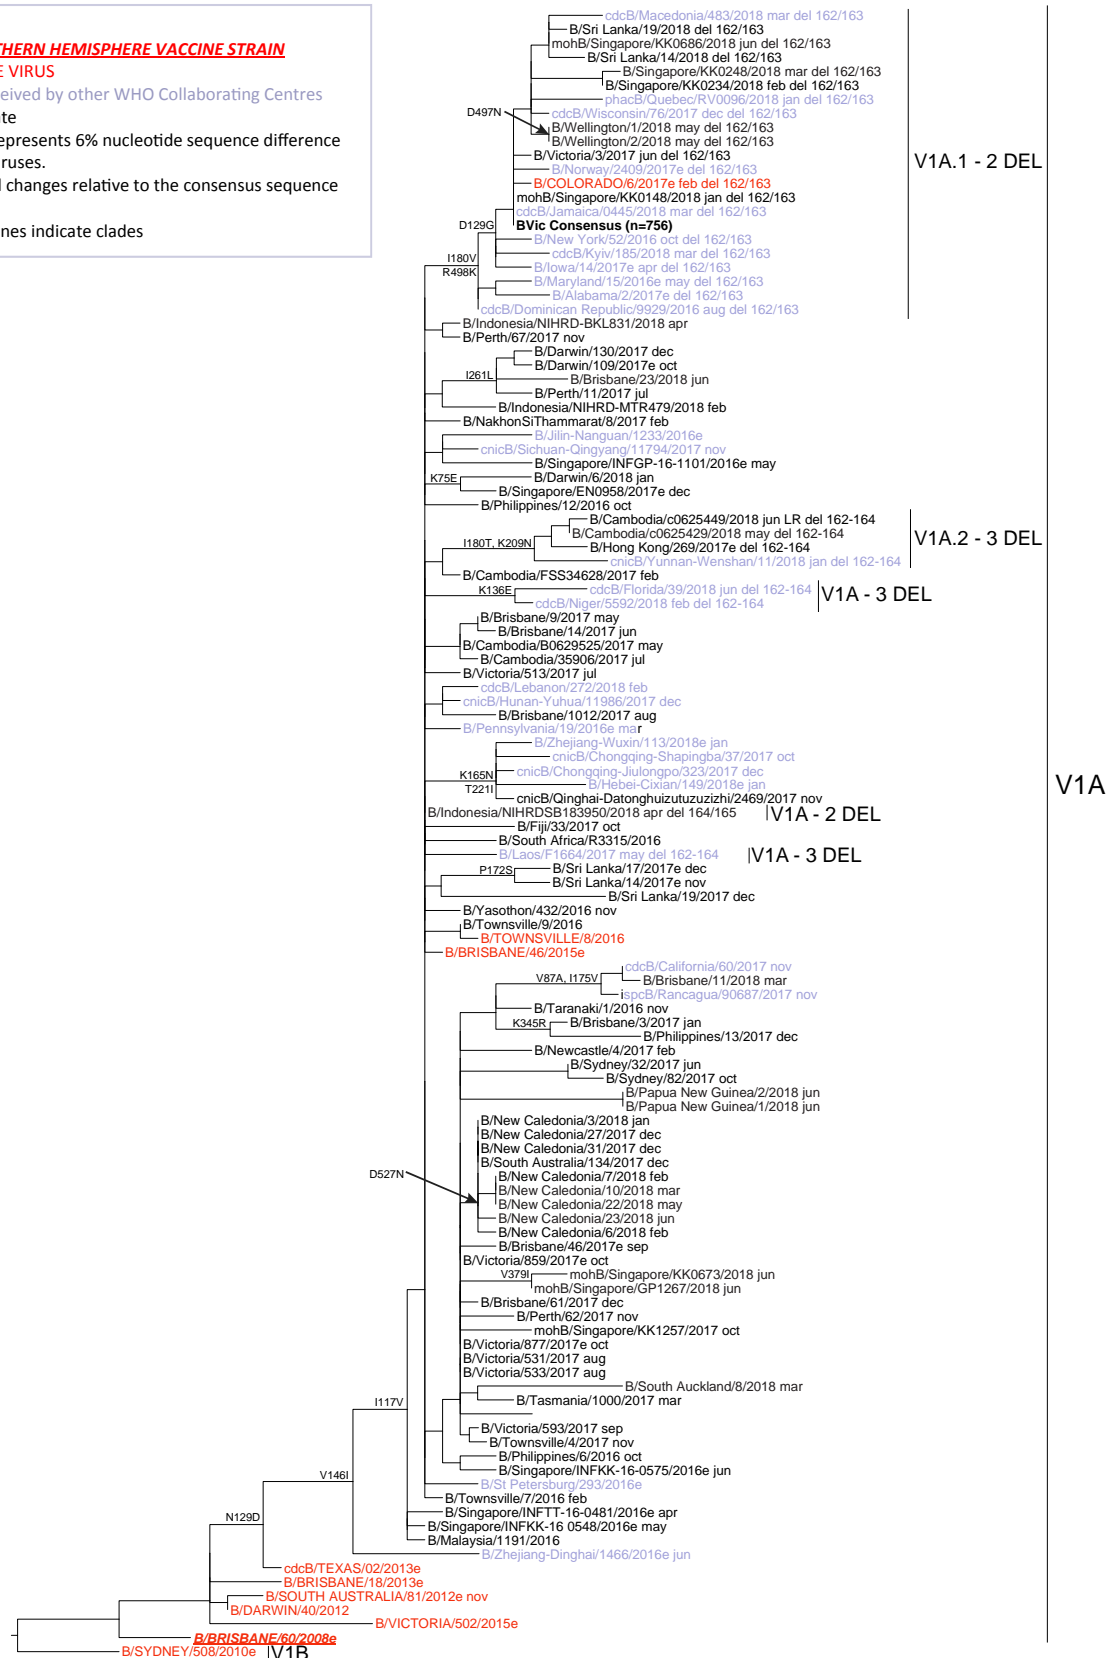 THERN HEMISPHERE VACCINE STRAIN
E VIRUS
eived by other WHO Collaborating Centres
te
epresents 6% nucleotide sequence difference
ruses.
l changes relative to the consensus sequence
nes indicate clades
cdcB/Macedonia/483/2018 mar del 162/163
B/Sri Lanka/19/2018 del 162/163
mohB/Singapore/KK0686/2018 jun del 162/163
B/Sri Lanka/14/2018 del 162/163
B/Singapore/KK0248/2018 mar del 162/163
B/Singapore/KK0234/2018 feb del 162/163
phacB/Quebec/RV0096/2018 jan del 162/163
cdcB/Wisconsin/76/2017 dec del 162/163
D497N
B/Wellington/1/2018 may del 162/163
B/Wellington/2/2018 may del 162/163
B/Victoria/3/2017 jun del 162/163
V1A.1 - 2 DEL
B/Norway/2409/2017e del 162/163
B/COLORADO/6/2017e feb del 162/163
mohB/Singapore/KK0148/2018 jan del 162/163
cdcB/Jamaica/0445/2018 mar del 162/163
D129G
BVic Consensus (n=756)
B/New York/52/2016 oct del 162/163
cdcB/Kyiv/185/2018 mar del 162/163
I180V
R498K
B/Iowa/14/2017e apr del 162/163
B/Maryland/15/2016e may del 162/163
B/Alabama/2/2017e del 162/163
cdcB/Dominican Republic/9929/2016 aug del 162/163
B/Indonesia/NIHRD-BKL831/2018 apr
B/Perth/67/2017 nov
B/Darwin/130/2017 dec
B/Darwin/109/2017e oct
I261L
B/Brisbane/23/2018 jun
B/Perth/11/2017 jul
B/Indonesia/NIHRD-MTR479/2018 feb
B/NakhonSiThammarat/8/2017 feb
B/Jilin-Nanguan/1233/2016e
cnicB/Sichuan-Qingyang/11794/2017 nov
B/Singapore/INFGP-16-1101/2016e may
K75E
B/Darwin/6/2018 jan
B/Singapore/EN0958/2017e dec
B/Philippines/12/2016 oct
B/Cambodia/c0625449/2018 jun LR del 162-164
B/Cambodia/c0625429/2018 may del 162-164
V1A.2 - 3 DEL
I180T, K209N
B/Hong Kong/269/2017e del 162-164
cnicB/Yunnan-Wenshan/11/2018 jan del 162-164
B/Cambodia/FSS34628/2017 feb
K136E
cdcB/Florida/39/2018 jun del 162-164
V1A - 3 DEL
cdcB/Niger/5592/2018 feb del 162-164
B/Brisbane/9/2017 may
B/Brisbane/14/2017 jun
B/Cambodia/B0629525/2017 may
B/Cambodia/35906/2017 jul
B/Victoria/513/2017 jul
cdcB/Lebanon/272/2018 feb
cnicB/Hunan-Yuhua/11986/2017 dec
B/Brisbane/1012/2017 aug
B/Pennsylvania/19/2016e mar
B/Zhejiang-Wuxin/113/2018e jan
cnicB/Chongqing-Shapingba/37/2017 oct
K165N
T221I
cnicB/Chongqing-Jiulongpo/323/2017 dec
B/Hebei-Cixian/149/2018e jan
V1A
cnicB/Qinghai-Datonghuizutuzuzizhi/2469/2017 nov
B/Indonesia/NIHRDSB183950/2018 apr del 164/165
V1A - 2 DEL
B/Fiji/33/2017 oct
B/South Africa/R3315/2016
B/Laos/F1664/2017 may del 162-164
V1A - 3 DEL
P172S
B/Sri Lanka/17/2017e dec
B/Sri Lanka/14/2017e nov
B/Sri Lanka/19/2017 dec
B/Yasothon/432/2016 nov
B/Townsville/9/2016
B/TOWNSVILLE/8/2016
B/BRISBANE/46/2015e
cdcB/California/60/2017 nov
V87A, I175V
B/Brisbane/11/2018 mar
ispcB/Rancagua/90687/2017 nov
B/Taranaki/1/2016 nov
K345R
B/Brisbane/3/2017 jan
B/Philippines/13/2017 dec
B/Newcastle/4/2017 feb
B/Sydney/32/2017 jun
B/Sydney/82/2017 oct
B/Papua New Guinea/2/2018 jun
B/Papua New Guinea/1/2018 jun
B/New Caledonia/3/2018 jan
B/New Caledonia/27/2017 dec
B/New Caledonia/31/2017 dec
B/South Australia/134/2017 dec
D527N
B/New Caledonia/7/2018 feb
B/New Caledonia/10/2018 mar
B/New Caledonia/22/2018 may
B/New Caledonia/23/2018 jun
B/New Caledonia/6/2018 feb
B/Brisbane/46/2017e sep
B/Victoria/859/2017e oct
V379I
mohB/Singapore/KK0673/2018 jun
mohB/Singapore/GP1267/2018 jun
B/Brisbane/61/2017 dec
B/Perth/62/2017 nov
mohB/Singapore/KK1257/2017 oct
B/Victoria/877/2017e oct
B/Victoria/531/2017 aug
B/Victoria/533/2017 aug
B/South Auckland/8/2018 mar
I117V
B/Tasmania/1000/2017 mar
B/Victoria/593/2017 sep
B/Townsville/4/2017 nov
B/Philippines/6/2016 oct
B/Singapore/INFKK-16-0575/2016e jun
V146I
B/St Petersburg/293/2016e
B/Townsville/7/2016 feb
B/Singapore/INFTT-16-0481/2016e apr
N129D
B/Singapore/INFKK-16 0548/2016e may
B/Malaysia/1191/2016
B/Zhejiang-Dinghai/1466/2016e jun
cdcB/TEXAS/02/2013e
B/BRISBANE/18/2013e
B/SOUTH AUSTRALIA/81/2012e nov
B/DARWIN/40/2012
B/VICTORIA/502/2015e
B/BRISBANE/60/2008e
B/SYDNEY/508/2010e
V1B